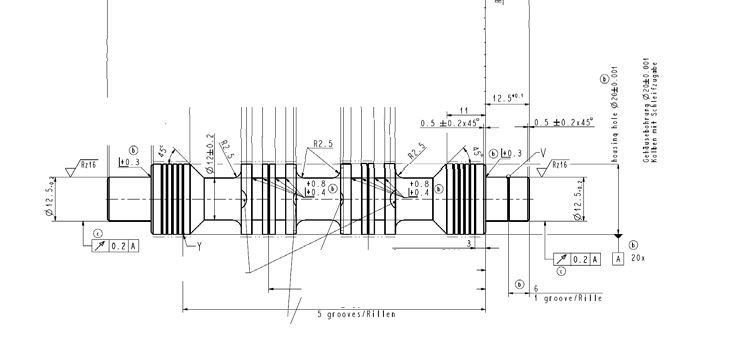 12.5+0.1
11
0.5 ±0.2x45°
0.5 ±0.2x45°
b
housing hole Ø20±0.001
Gehäusebohrung Ø20±0.001
Kolben mit Schleifzugabe
b
+0.3
45°
Ø12±0.2
R2.5
R2.5
R2.5
45°
b
+0.3
V
Rz16
Rz16
+0.8
+0.4
b
+0.8
+0.4
b
Ø12.5-0.2
Ø12.5-0.2
c
0.2 A
Y
3
0.2 A
c
A
b
20x
b
6
1 groove/Rille
5 grooves/Rillen